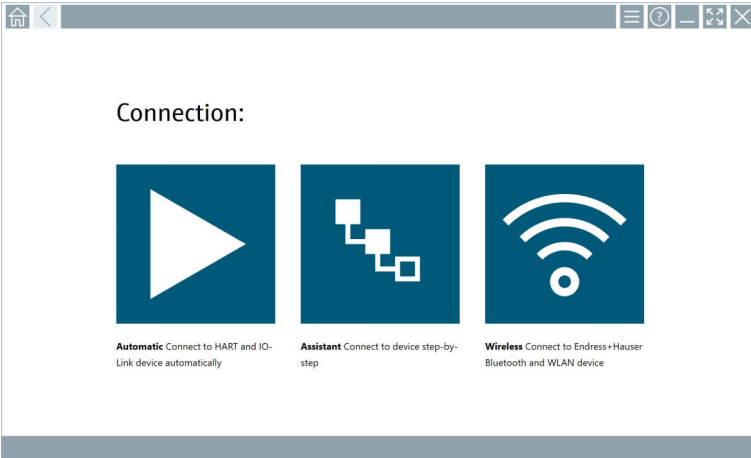 ?
Connection:
Automatic Connect to HART and IO-
Link device automatically
Assistant Connect to device step-by-
step
Wireless Connect to Endress+Hauser
Bluetooth and WLAN device